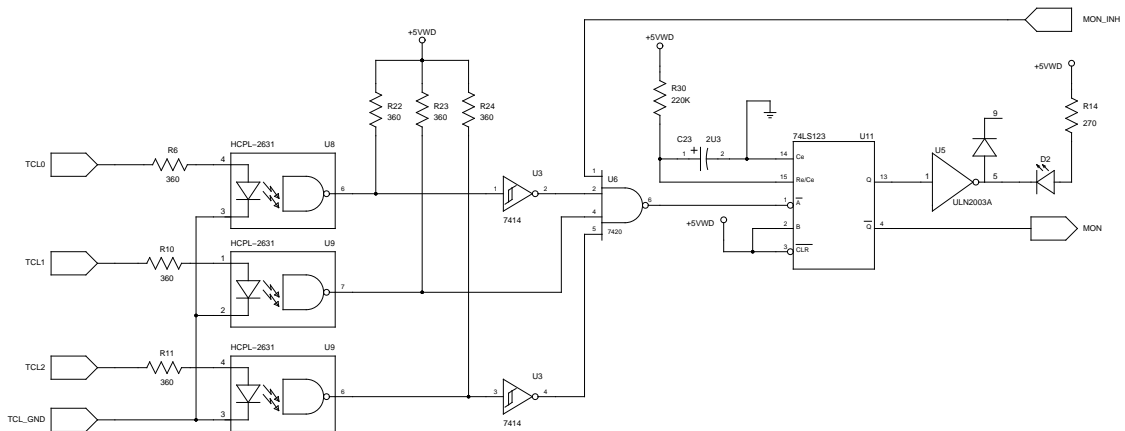 MON_INH
+5VWD
+5VWD
+5VWD
R30
220K
R22
360
R23
360
R24
360
R14
270
C23
2U3
1
+
2
74LS123
U11
9
HCPL-2631
U8
TCL0
R6
360
4
3
6
1
U3
2
7414
U6
1
2
4
5
6
7420
14
Ce
15
Re/Ce
1
A
2
B
3
CLR
Q
13
Q
4
1
U5
5
ULN2003A
D2
+5VWD
MON
HCPL-2631
U9
TCL1
R10
360
1
2
7
HCPL-2631
U9
TCL2
R11
360
4
3
6
3
U3
4
7414
TCL_GND